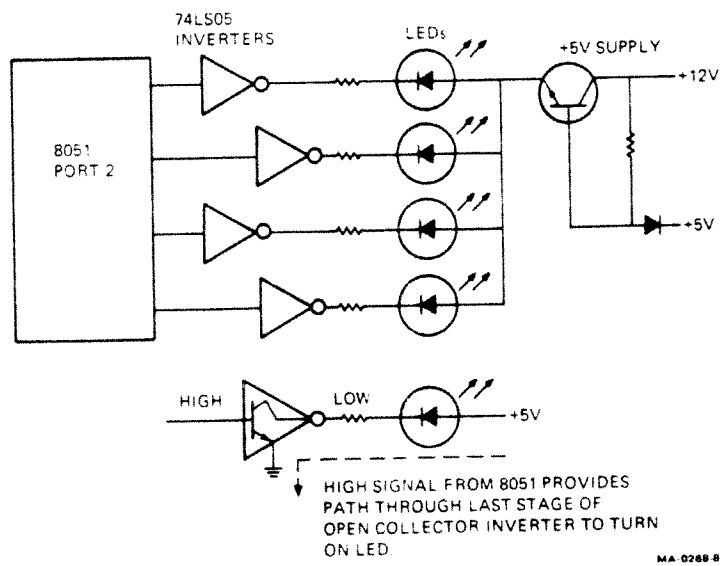 74LS05
INVERTERS
LEDs
+5V SUPPLY
+12V
8051
PORT 2
+5V
HIGH
LOW
+5V
HIGH SIGNAL FROM 8051 PROVIDES
PATH THROUGH LAST STAGE OF
OPEN COLLECTOR INVERTER TO TURN
ON LED.
MA-0268-8